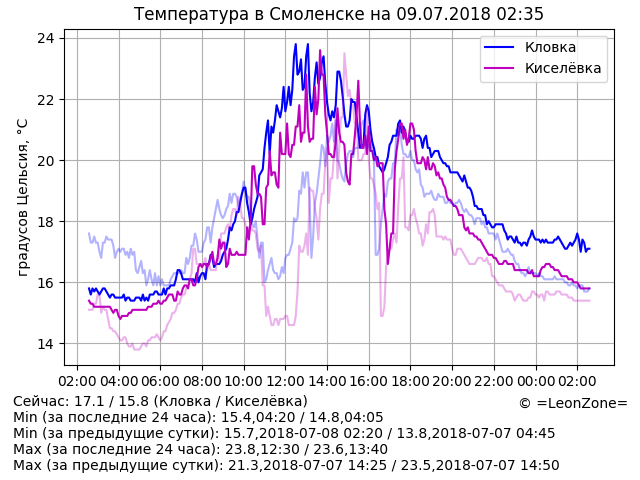 Температура в Смоленске на 09.07.2018 02:35
градусов Цельсия, °C
24
22
20
18
16
14
Кловка
Киселёвка
02:00 04:00 06:00 08:00 10:00 12:00 14:00 16:00 18:00 20:00 22:00 00:00 02:00
Сейчас: 17.1 / 15.8 (Кловка / Киселёвка)
© =LeonZone=
Min (за последние 24 часа): 15.4,04:20 / 14.8,04:05
Min (за предыдущие сутки): 15.7,2018-07-08 02:20 / 13.8,2018-07-07 04:45
Max (за последние 24 часа): 23.8,12:30 / 23.6,13:40
Max (за предыдущие сутки): 21.3,2018-07-07 14:25 / 23.5,2018-07-07 14:50